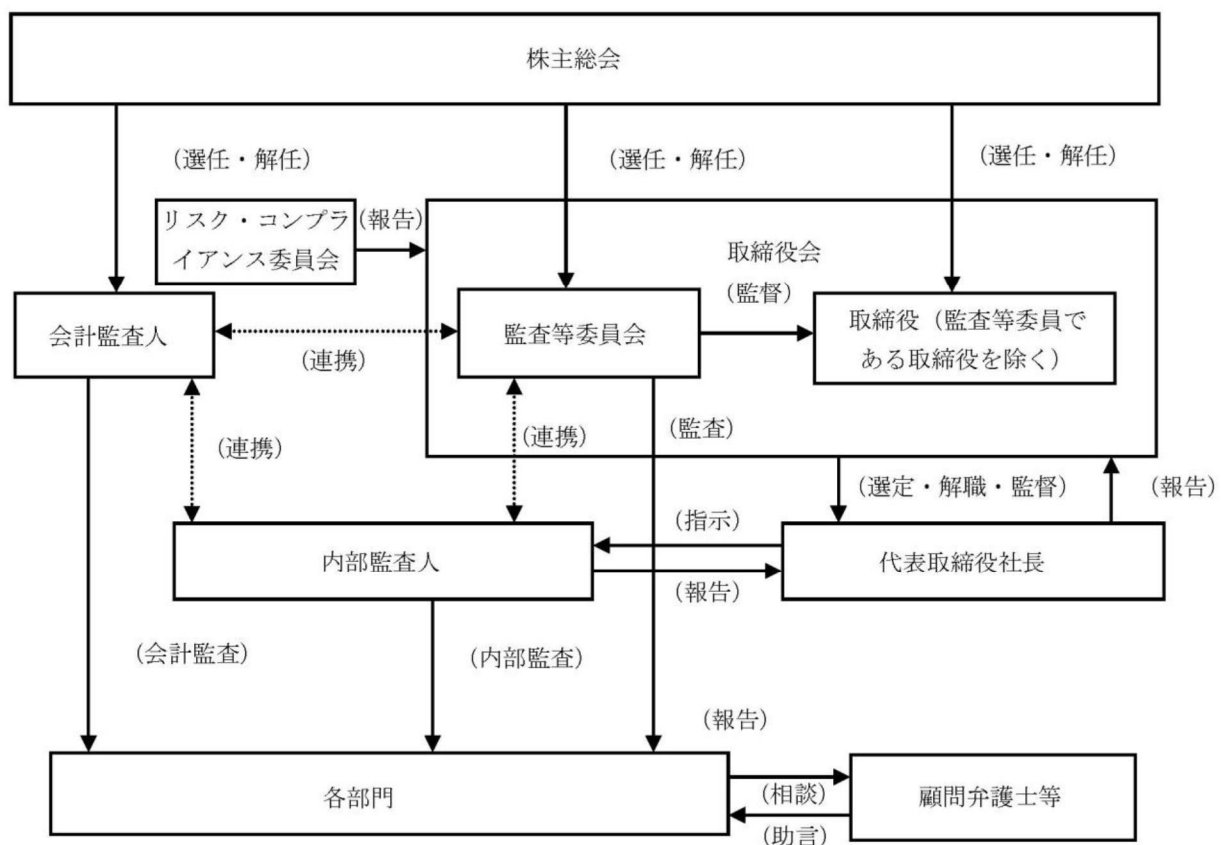 株主総会
(選任・解任)
(選任・解任)
(選任・解任)
リスク・コンプラ
イアンス委員会
(報告)
取締役会
(監督)
会計監査人
(連携)
監査等委員会
取締役（監査等委員で
ある取締役を除く）
(連携)
(連携)
(監査)
(選定・解職・監督)
(報告)
内部監査人
(指示)
(報告)
代表取締役社長
(会計監査)
(内部監査)
(報告)
各部門
(相談)
(助言)
顧問弁護士等